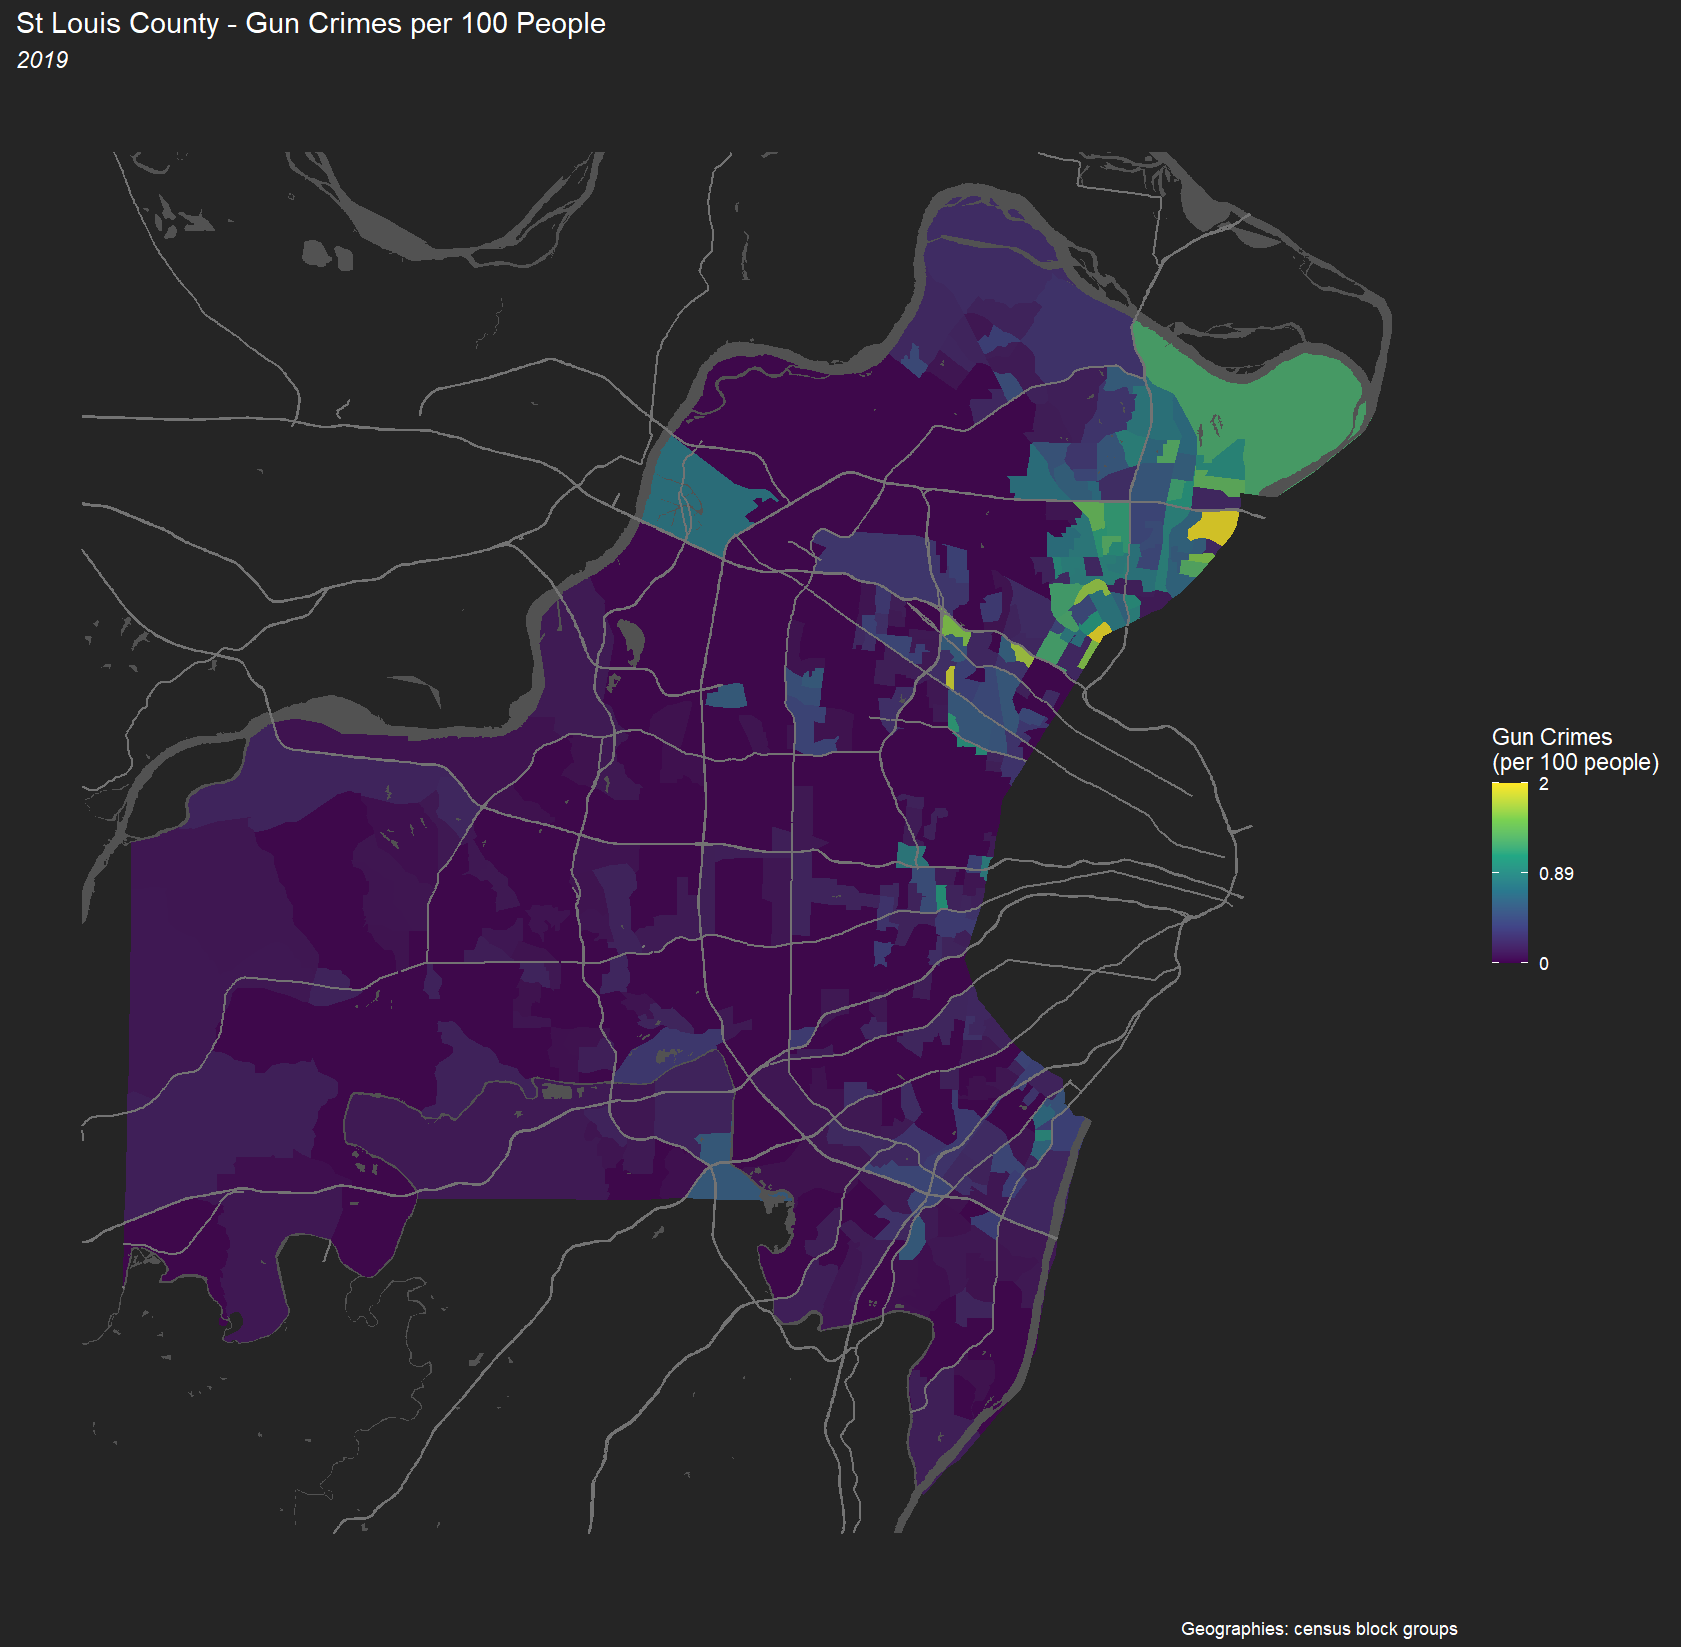 St Louis County - Gun Crimes per 100 People
2019
Gun Crimes
(per 100 people)
2
0.89
0
Geographies: census block groups